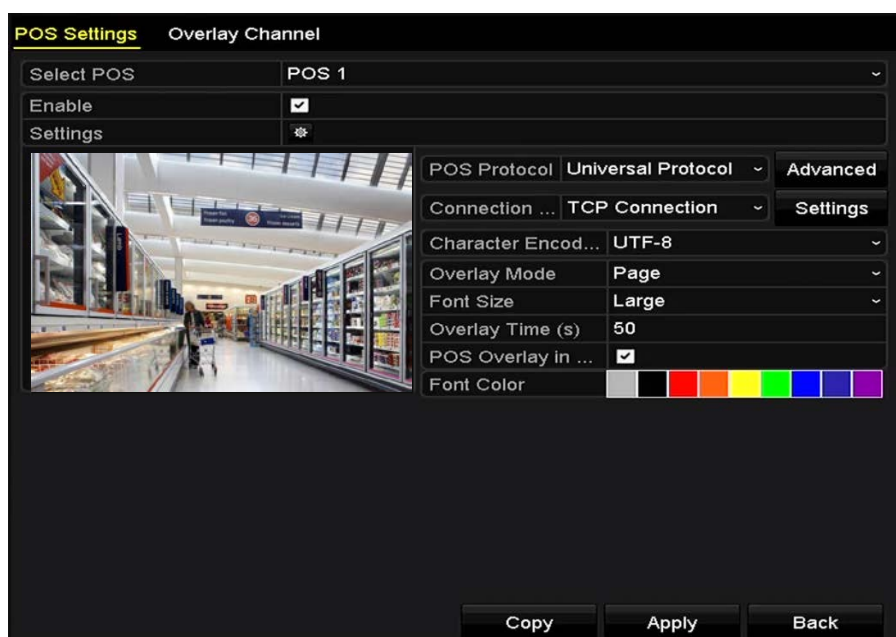 POS Settings Overlay Channel
Select POS POS 1
Enable
Settings
POS Protocol Universal Protocol Advanced
Connection ... TCP Connection Settings
Character Encod... UTF-8
Overlay Mode Page
Font Size Large
Overlay Time (s) 50
POS Overlay in ...
Font Color
Copy Apply Back